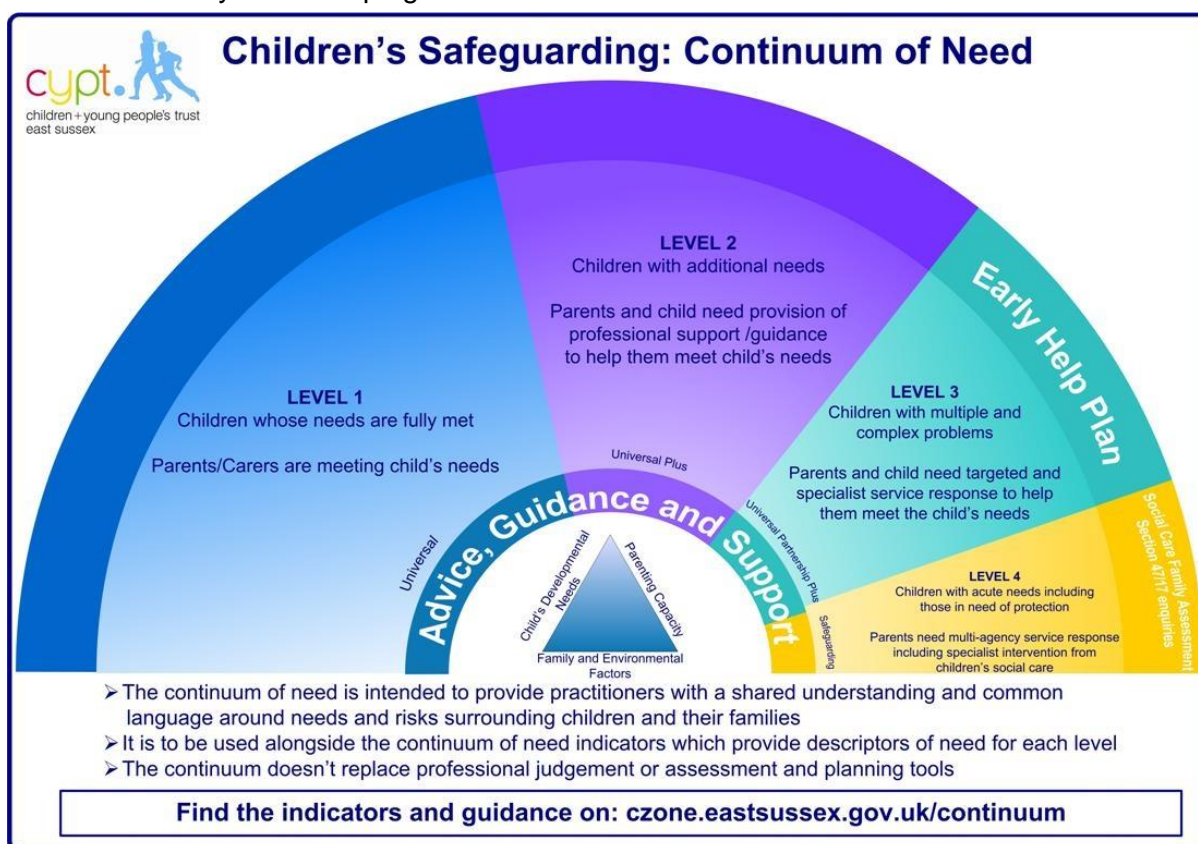 Children's Safeguarding: Continuum of Need
cypt.
children + young people's trust
east sussex
LEVEL 1
Children whose needs are fully met
Parents/Carers are meeting child's needs
LEVEL 2
Children with additional needs
Parents and child need provision of
professional support /guidance
to help them meet child's needs
Early Help Plan
LEVEL 3
Children with multiple and
complex problems
Parents and child need targeted and
specialist service response to help
them meet the child's needs
Social Care Family Assessment
Section 47/17 enquiries
LEVEL 4
Children with acute needs including
those in need of protection
Parents need multi-agency service response
including specialist intervention from
children's social care
Universal
Universal Plus
Universal Partnership Plus
Safeguarding
Advice, Guidance and Support
Child's Developmental
Needs
Parenting Capacity
Family and Environmental
Factors
➢ The continuum of need is intended to provide practitioners with a shared understanding and common
language around needs and risks surrounding children and their families
➢ It is to be used alongside the continuum of need indicators which provide descriptors of need for each level
➢ The continuum doesn't replace professional judgement or assessment and planning tools
Find the indicators and guidance on: czone.eastsussex.gov.uk/continuum